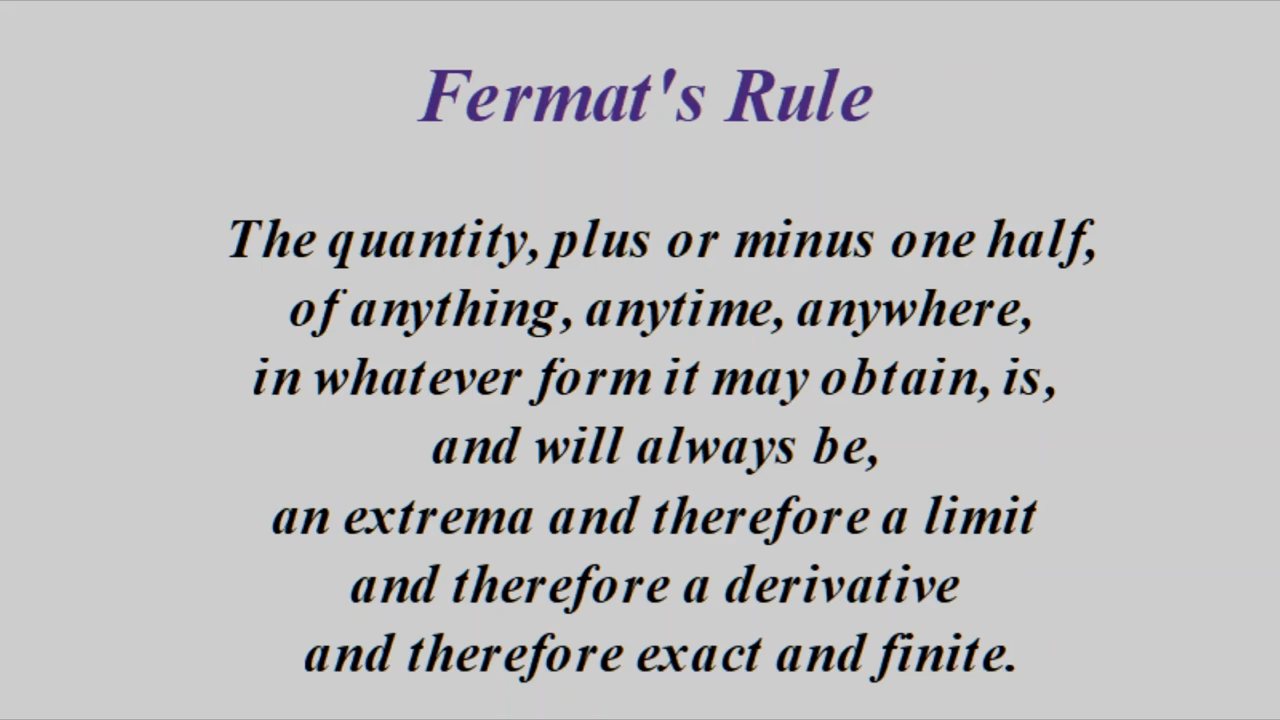 Fermat's Rule
The quantity, plus or minus one half,
of anything, anytime, anywhere,
in whatever form it may obtain, is,
and will always be,
an extrema and therefore a limit
and therefore a derivative
and therefore exact and finite.